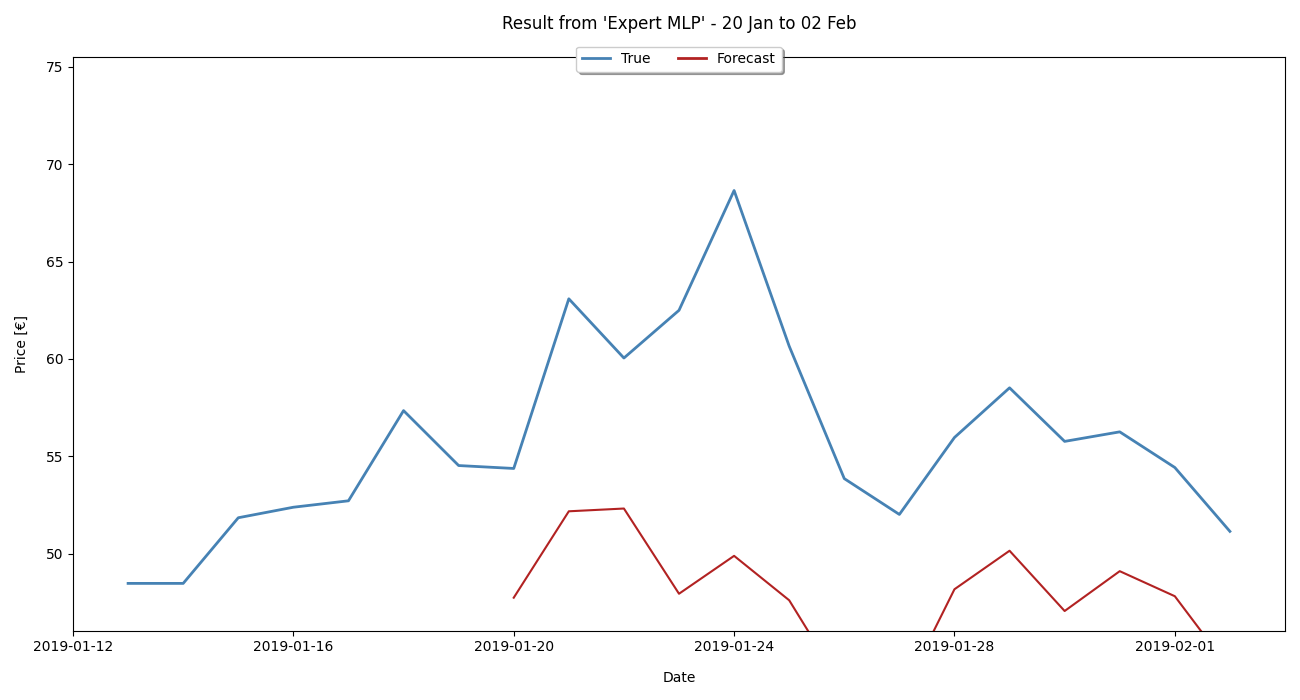 Result from 'Expert MLP' - 20 Jan to 02 Feb
True Forecast
75
70
65
60
55
50
Price [€]
2019-01-12 2019-01-16 2019-01-20 2019-01-24 2019-01-28 2019-02-01
Date